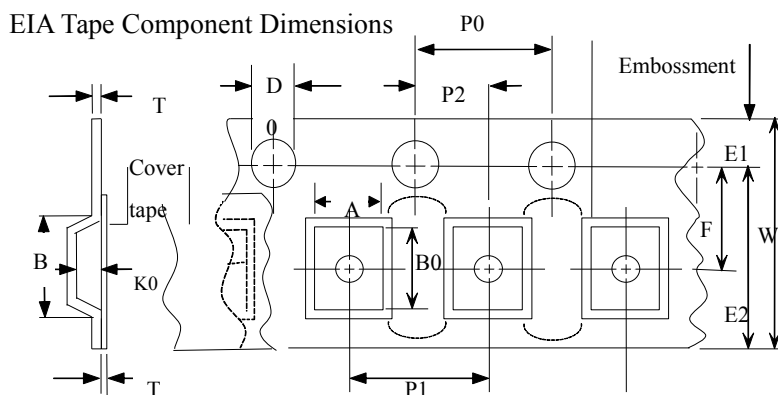 EIA Tape Component Dimensions
P0
Embossment
D
0
P2
T
E1
Cover
tape
A
F
W
B
B0
K0
E2
T
P1